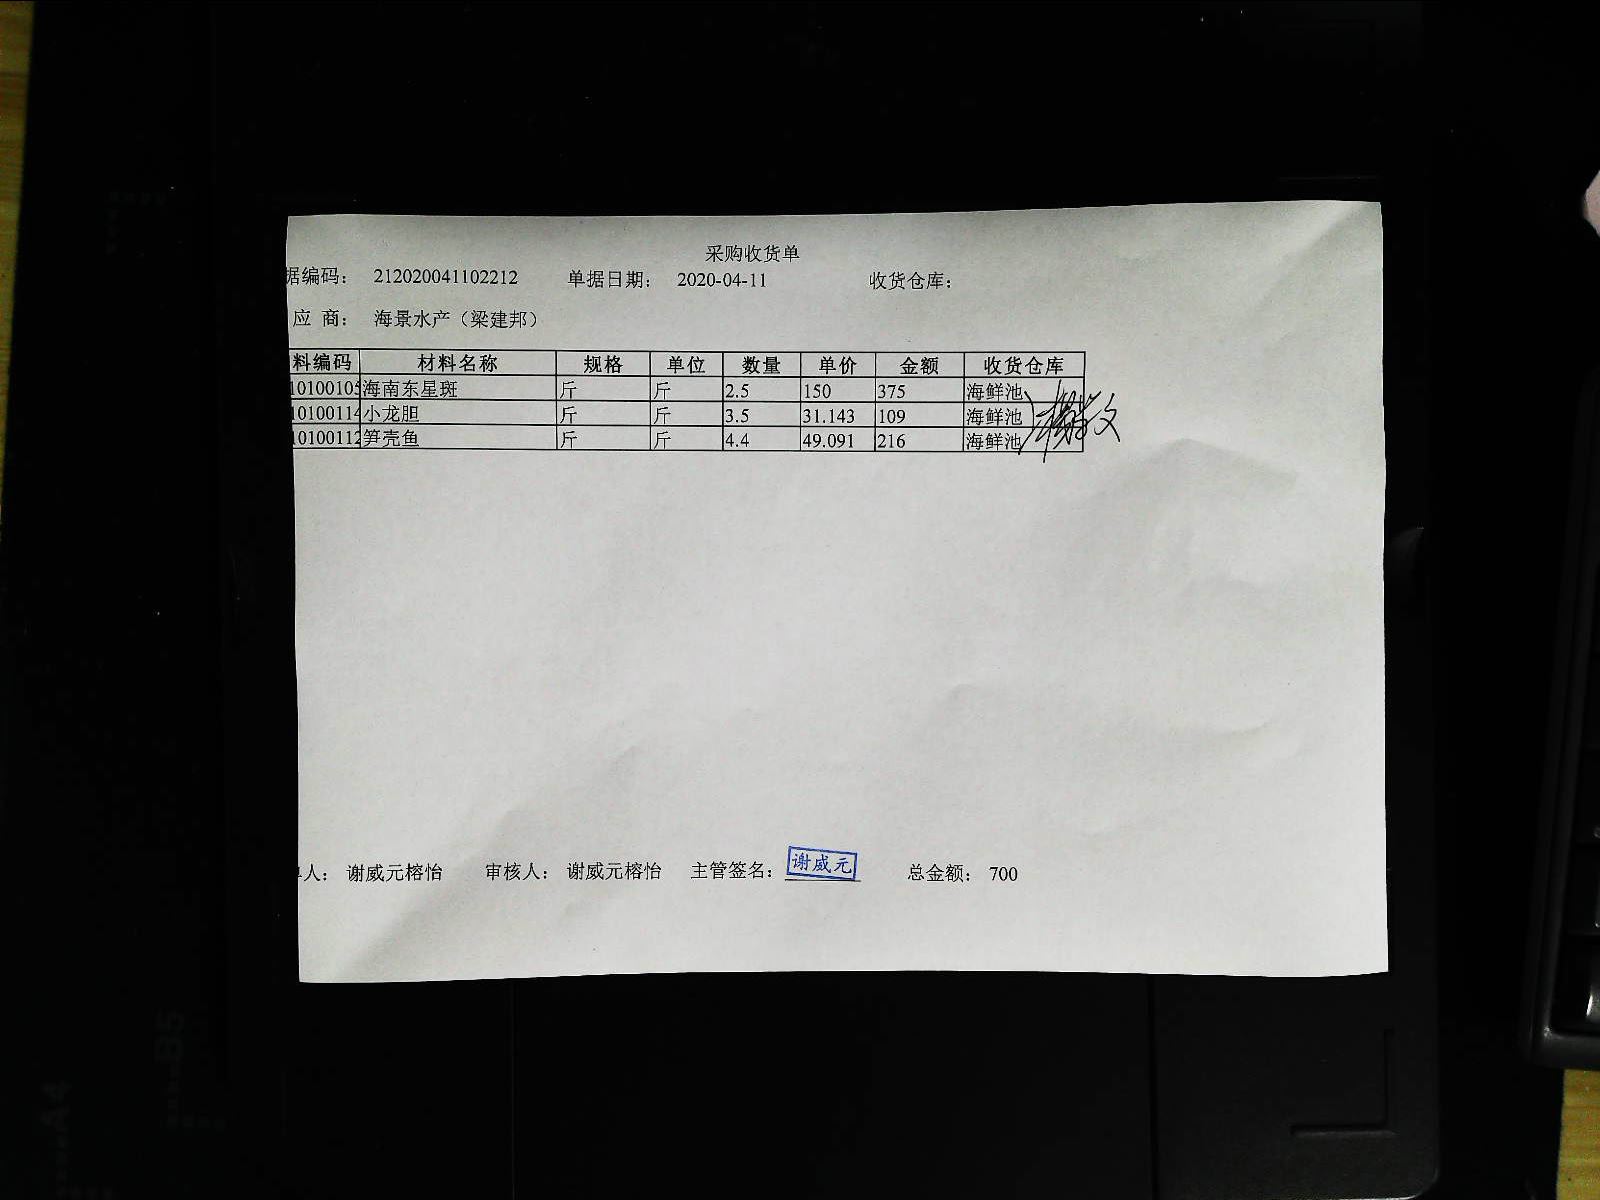 采购收货单
据编码： 212020041102212 单据日期： 2020-04-11 收货仓库：
应 商： 海景水产（梁建邦）
料编码 材料名称 规格 单位 数量 单价 金额 收货仓库
10100105 海南东星斑 斤 斤 2.5 150 375 海鲜池
10100114 小龙胆 斤 斤 3.5 31.143 109 海鲜池
10100112 笋壳鱼 斤 斤 4.4 49.091 216 海鲜池
人： 谢威元榕怡 审核人： 谢威元榕怡 主管签名： 谢威元 总金额： 700
B5
A4